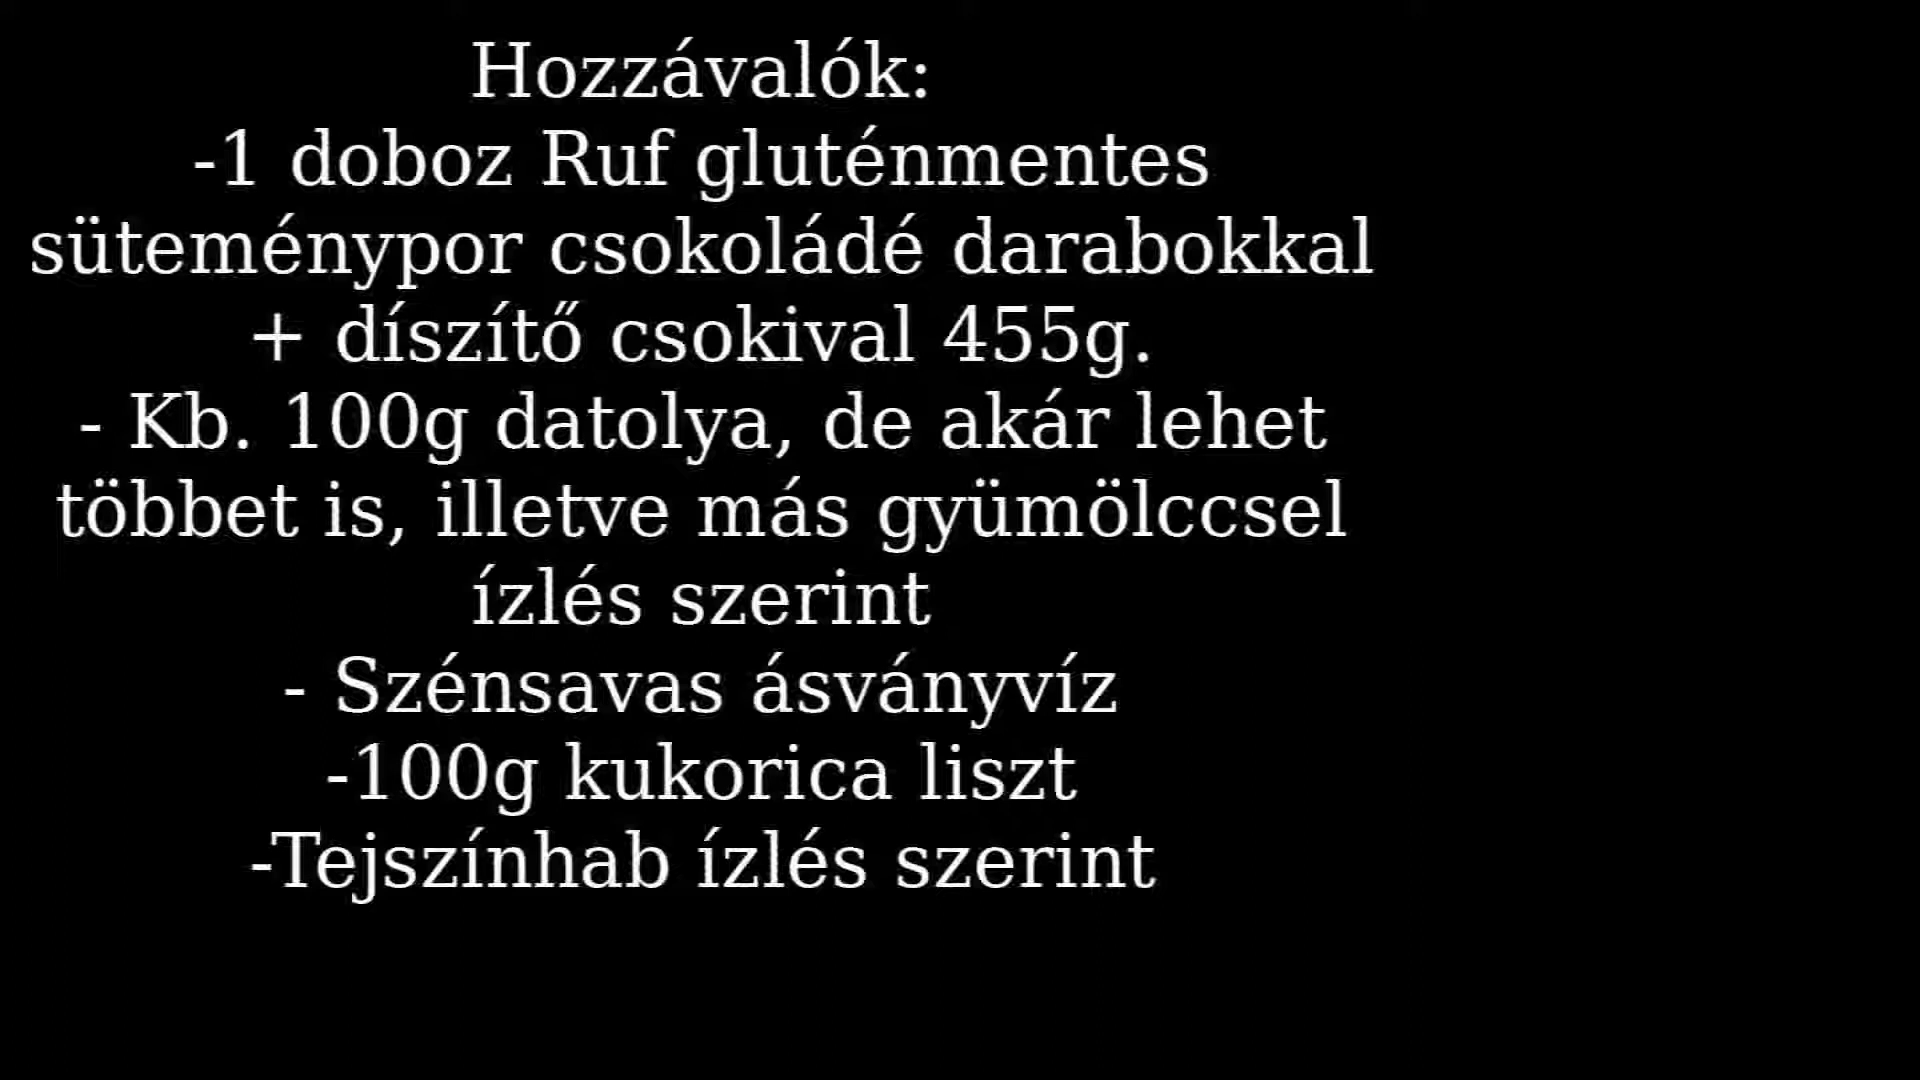 Hozzávalók:
-1 doboz Ruf gluténmentes
süteménypor csokoládé darabokkal
+ díszítő csokival 455g.
- Kb. 100g datolya, de akár lehet
többet is, illetve más gyümölccsel
ízlés szerint
- Szénsavas ásványvíz
-100g kukorica liszt
-Tejszínhab ízlés szerint